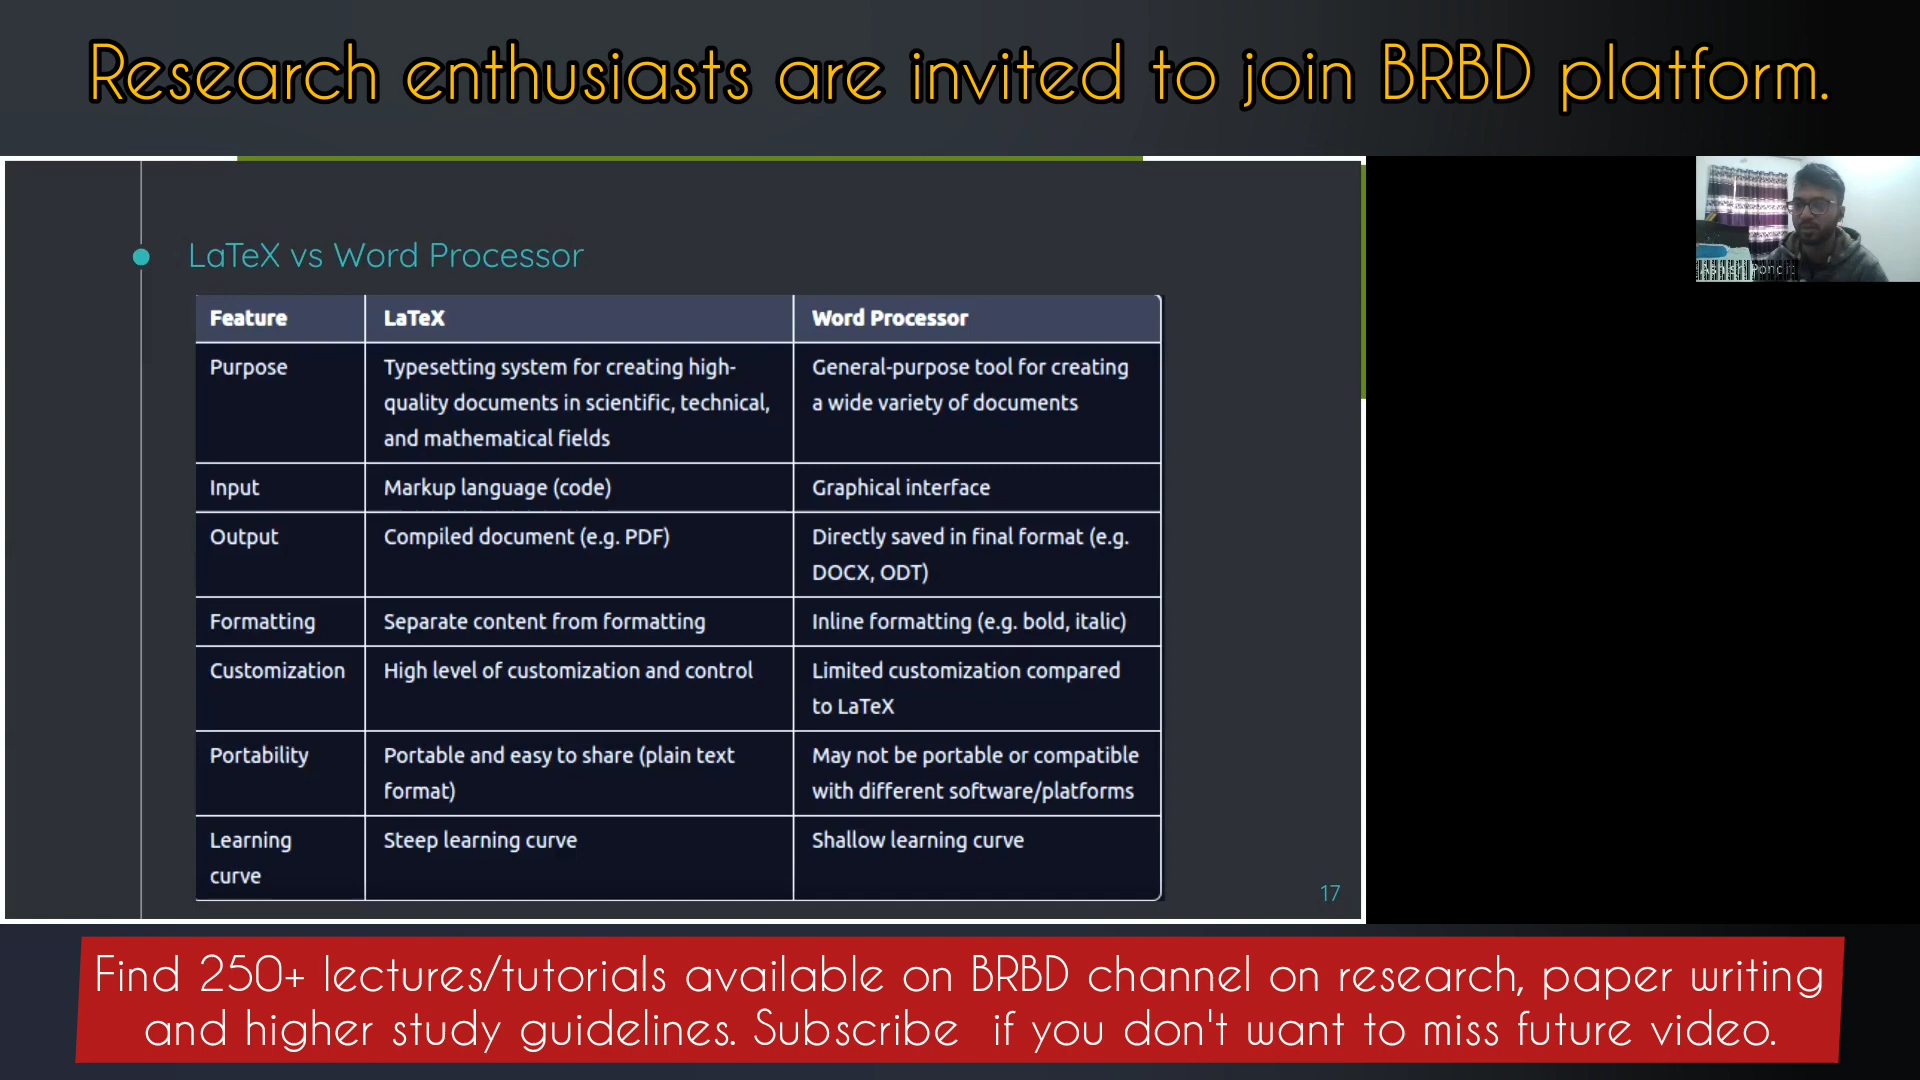 Research enthusiasts are invited to join BRBD platform.
LaTeX vs Word Processor
Feature LaTeX Word Processor
Purpose Typesetting system for creating high- General-purpose tool for creating
quality documents in scientific, technical, a wide variety of documents
and mathematical fields
Input Markup language (code) Graphical interface
Output Compiled document (e.g. PDF) Directly saved in final format (e.g.
DOCX, ODT)
Formatting Separate content from formatting Inline formatting (e.g. bold, italic)
Customization High level of customization and control Limited customization compared
to LaTeX
Portability Portable and easy to share (plain text May not be portable or compatible
format) with different software/platforms
Learning Steep learning curve Shallow learning curve
curve
17
Find 250+ lectures/tutorials available on BRBD channel on research, paper writing
and higher study guidelines. Subscribe if you don't want to miss future video.